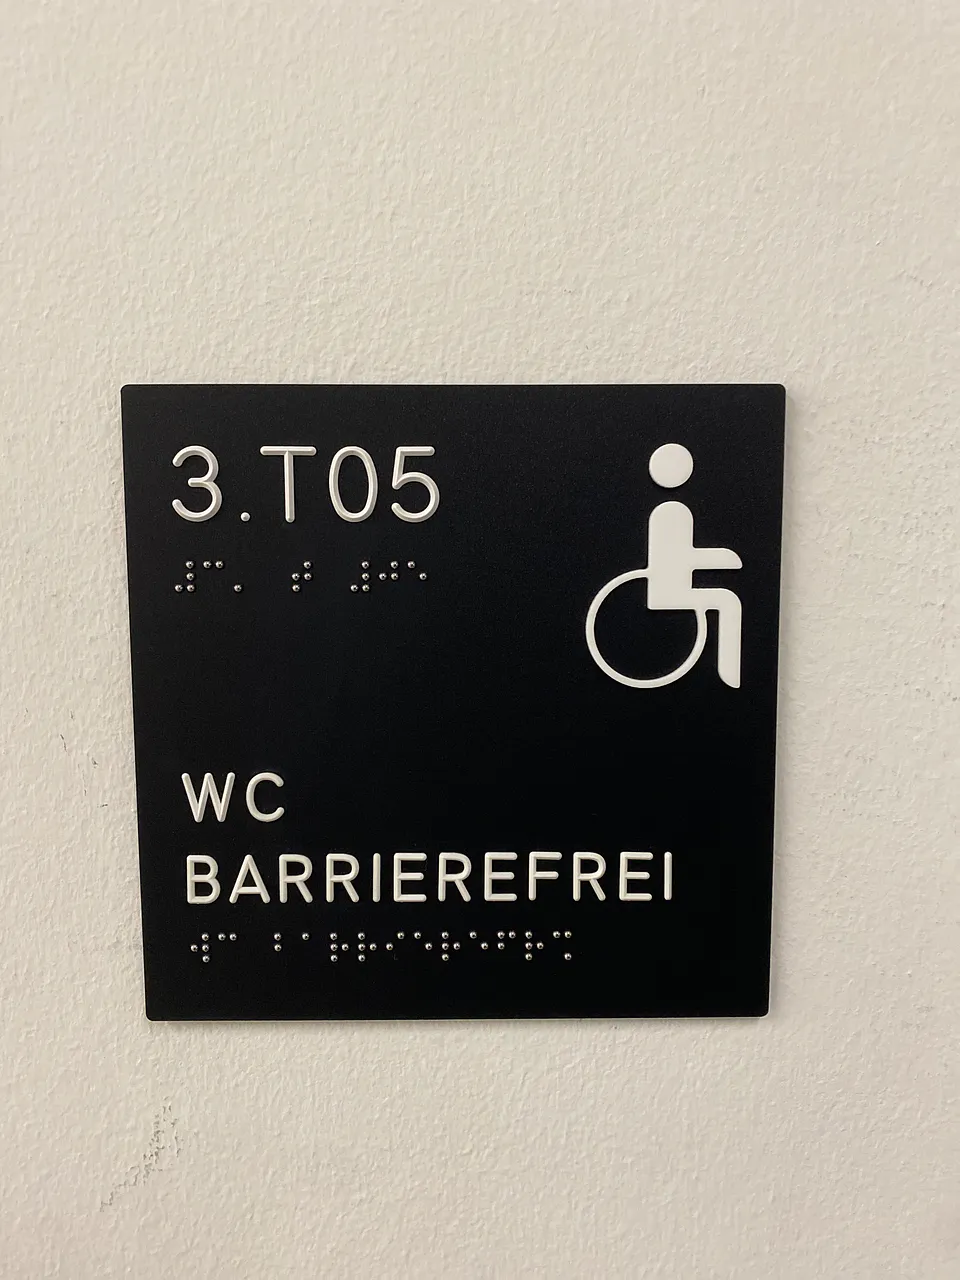 3.T05
⠼⠉⠄ ⠞ ⠼⠚⠑
WC
BARRIEREFREI
⠺⠉ ⠃⠁⠗⠗⠊⠑⠗⠑⠋⠗⠩